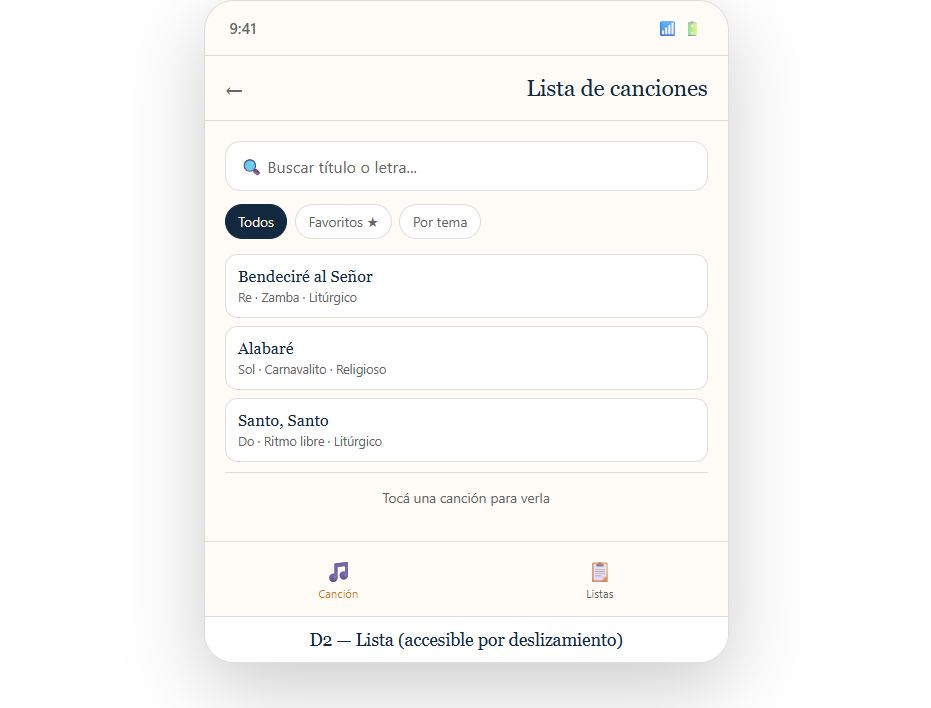 9:41
← Lista de canciones
Buscar título o letra...
Todos Favoritos ★ Por tema
Bendeciré al Señor
Re · Zamba · Litúrgico
Alabaré
Sol · Carnavalito · Religioso
Santo, Santo
Do · Ritmo libre · Litúrgico
Tocá una canción para verla
Canción Listas
D2 — Lista (accesible por deslizamiento)